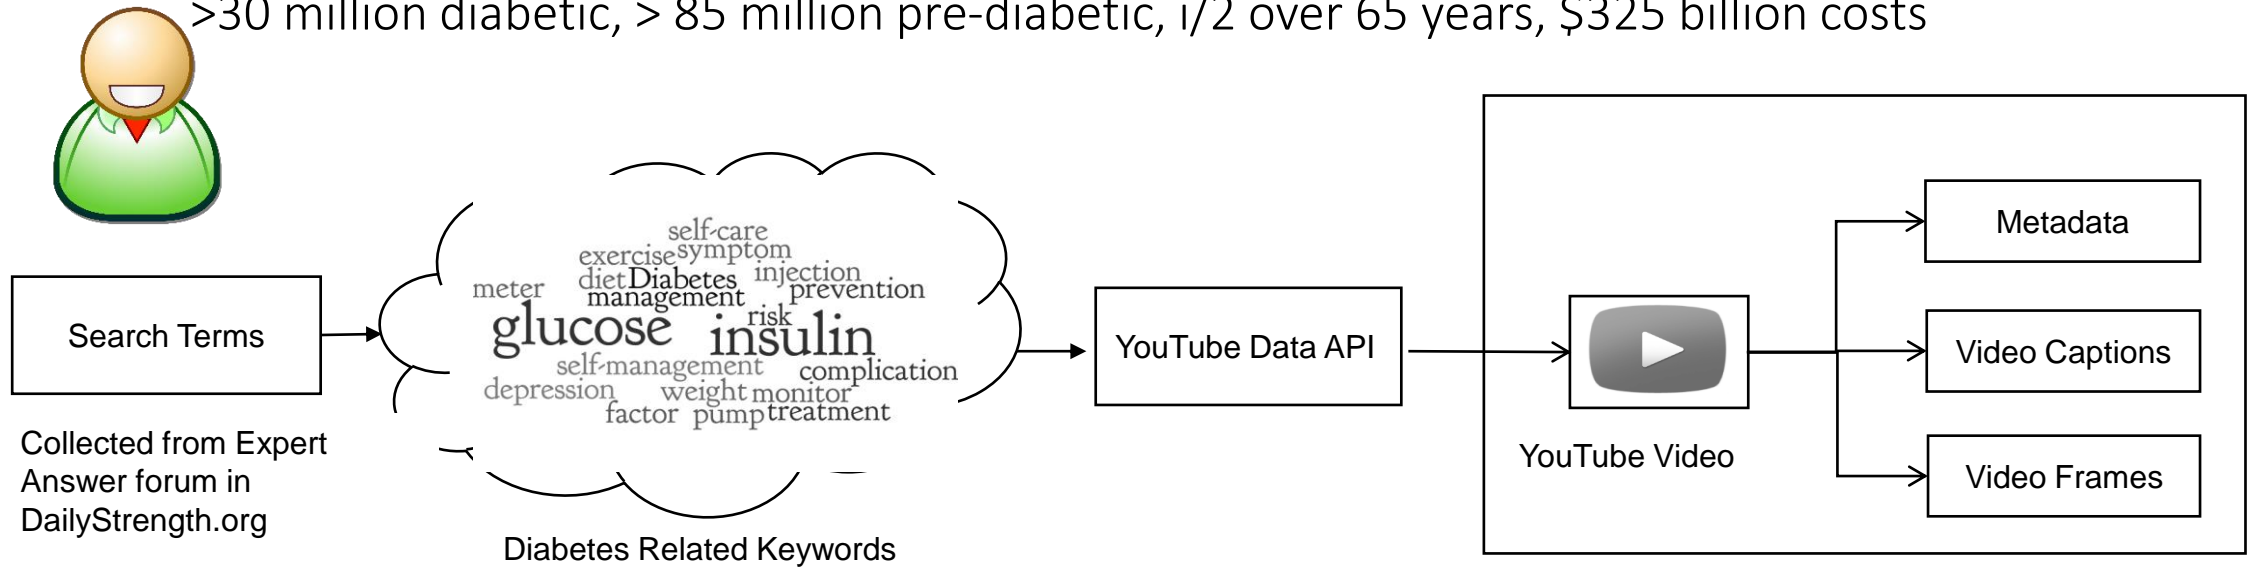 >30 million diabetic, > 85 million pre-diabetic, i/2 over 65 years, $325 billion costs
Search Terms
Collected from Expert
Answer forum in
DailyStrength.org
self-care
exercise symptom
diet Diabetes injection
meter management prevention
risk
glucose insulin
self-management complication
depression weight monitor
factor pump treatment
Diabetes Related Keywords
YouTube Data API
YouTube Video
Metadata
Video Captions
Video Frames